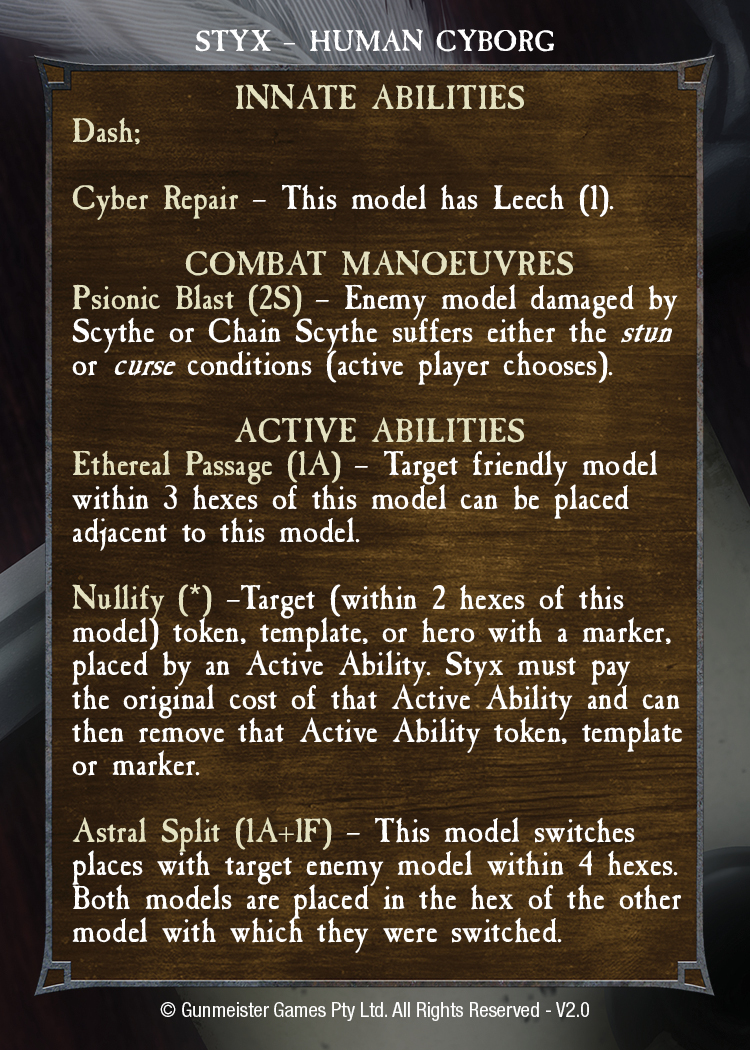 STYX – HUMAN CYBORG
INNATE ABILITIES
Dash;
Cyber Repair – This model has Leech (1).
COMBAT MANOEUVRES
Psionic Blast (2S) – Enemy model damaged by
Scythe or Chain Scythe suffers either the stun
or curse conditions (active player chooses).
ACTIVE ABILITIES
Ethereal Passage (1A) – Target friendly model
within 3 hexes of this model can be placed
adjacent to this model.
Nullify (*) –Target (within 2 hexes of this
model) token, template, or hero with a marker,
placed by an Active Ability. Styx must pay
the original cost of that Active Ability and can
then remove that Active Ability token, template
or marker.
Astral Split (1A+1F) – This model switches
places with target enemy model within 4 hexes.
Both models are placed in the hex of the other
model with which they were switched.
© Gunmeister Games Pty Ltd. All Rights Reserved - V2.0